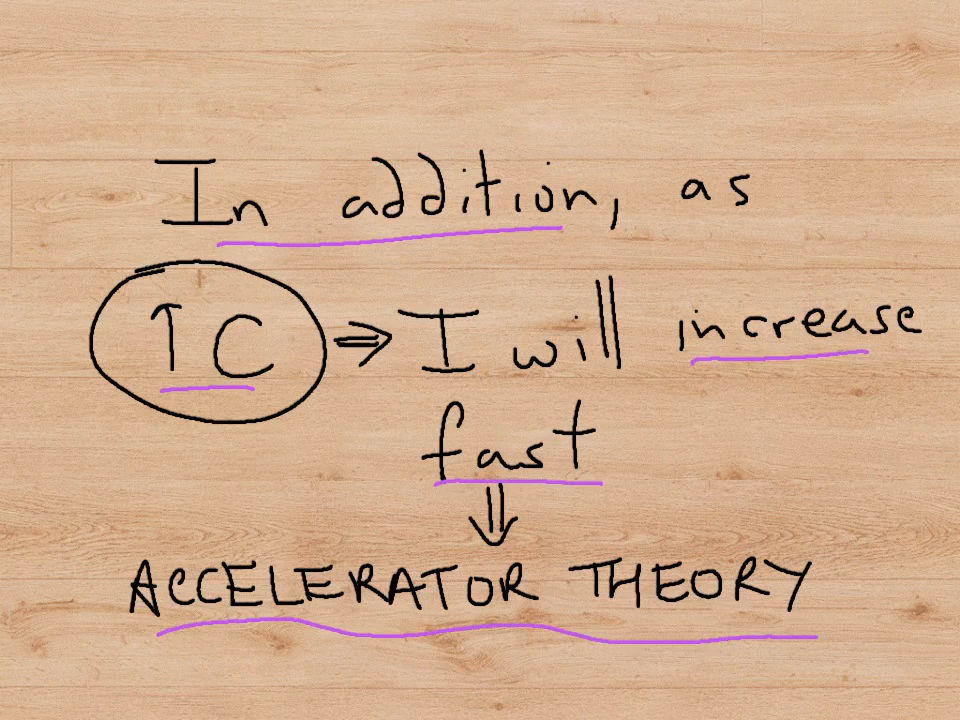 In addition, as
↑C ⇒ I will increase
fast
⇓
ACCELERATOR THEORY